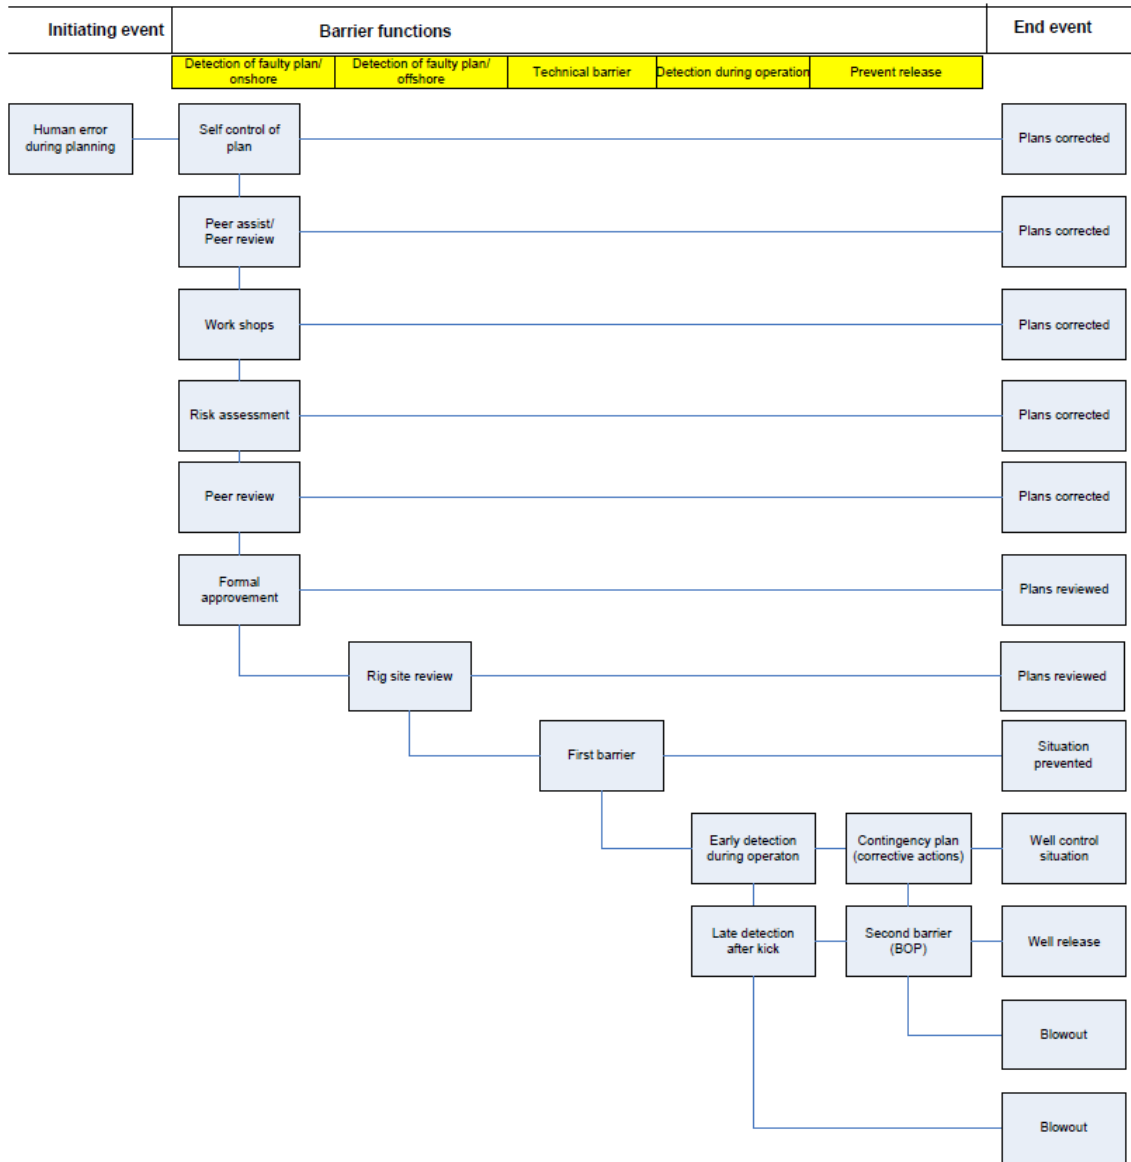 Initiating event
Barrier functions
End event
Detection of faulty plan/
onshore
Detection of faulty plan/
offshore
Technical barrier
Detection during operation
Prevent release
Human error
during planning
Self control of
plan
Plans corrected
Peer assist/
Peer review
Plans corrected
Work shops
Plans corrected
Risk assessment
Plans corrected
Peer review
Plans corrected
Formal
approvement
Plans reviewed
Rig site review
Plans reviewed
First barrier
Situation
prevented
Early detection
during operaton
Contingency plan
(corrective actions)
Well control
situation
Late detection
after kick
Second barrier
(BOP)
Well release
Blowout
Blowout